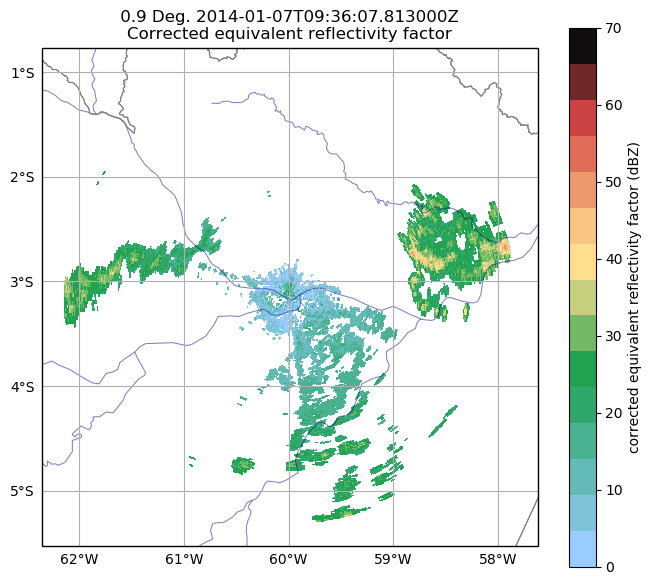 0.9 Deg. 2014-01-07T09:36:07.813000Z
Corrected equivalent reflectivity factor
1°S
2°S
3°S
4°S
5°S
62°W
61°W
60°W
59°W
58°W
70
60
50
40
30
20
10
0
corrected equivalent reflectivity factor (dBZ)